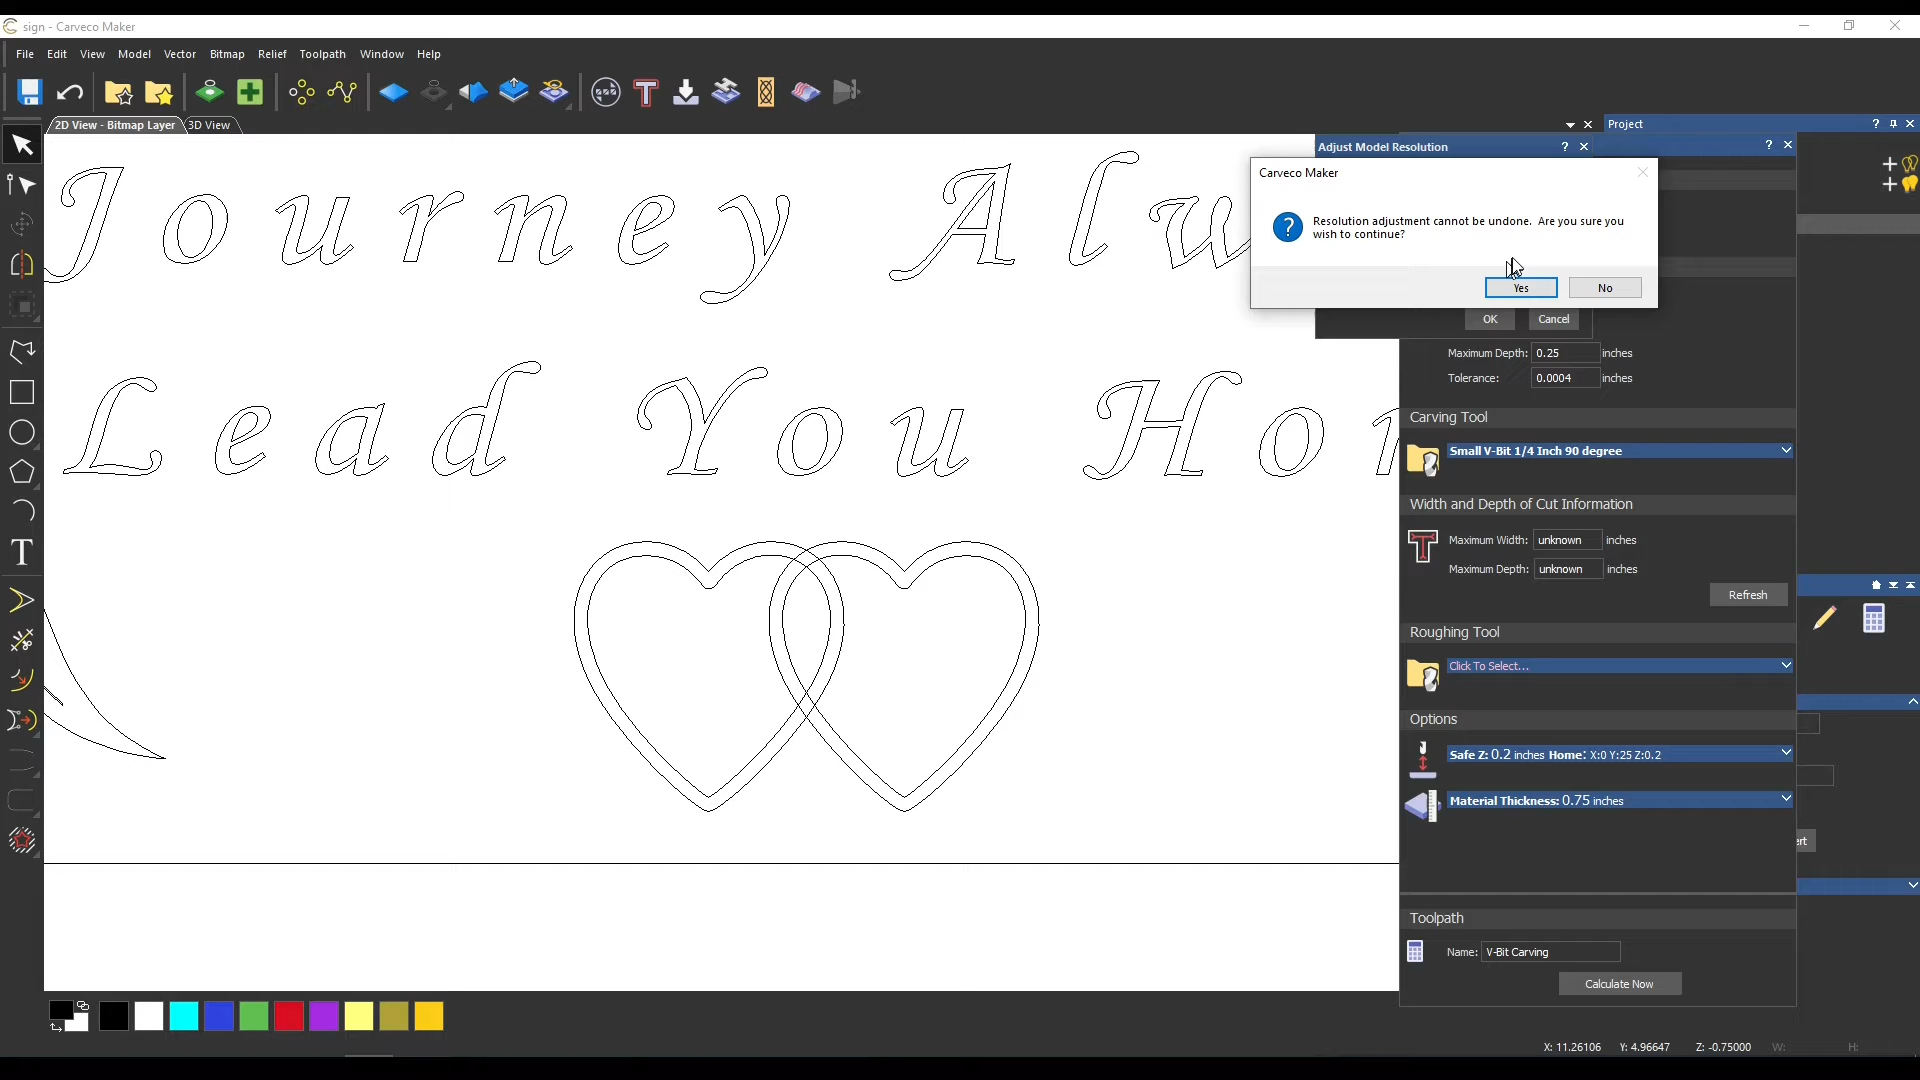 sign - Carveco Maker
File Edit View Model Vector Bitmap Relief Toolpath Window Help
2D View - Bitmap Layer 3D View
Project
Adjust Model Resolution
Carveco Maker
Resolution adjustment cannot be undone. Are you sure you
wish to continue?
Yes No
OK Cancel
Journey Alw
Lead You Ho
Maximum Depth: 0.25 inches
Tolerance: 0.0004 inches
Carving Tool
Small V-Bit 1/4 Inch 90 degree
Width and Depth of Cut Information
Maximum Width: unknown inches
Maximum Depth: unknown inches
Refresh
Roughing Tool
Click To Select...
Options
Safe Z: 0.2 inches Home: X:0 Y:25 Z:0.2
Material Thickness: 0.75 inches
ert
Toolpath
Name: V-Bit Carving
Calculate Now
X: 11.26106 Y: 4.96647 Z: -0.75000 W: H: